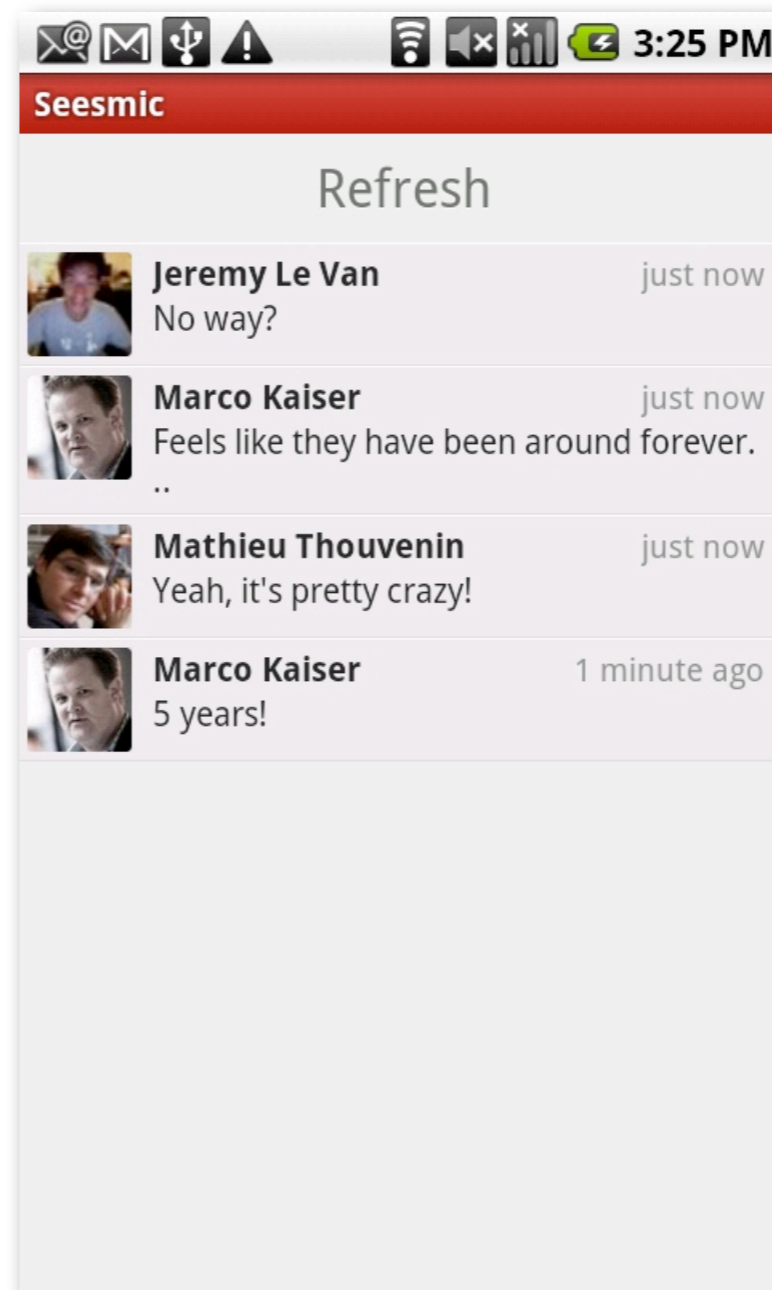 3:25 PM
Seesmic
Refresh
Jeremy Le Van just now
No way?
Marco Kaiser just now
Feels like they have been around forever.
..
Mathieu Thouvenin just now
Yeah, it's pretty crazy!
Marco Kaiser 1 minute ago
5 years!